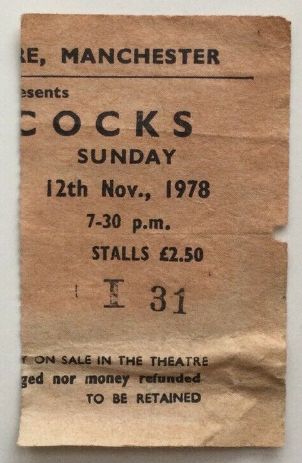 RE, MANCHESTER
esents
COCKS
SUNDAY
12th Nov., 1978
7-30 p.m.
STALLS £2.50
I 31
Y ON SALE IN THE THEATRE
ged nor money refunded
TO BE RETAINED